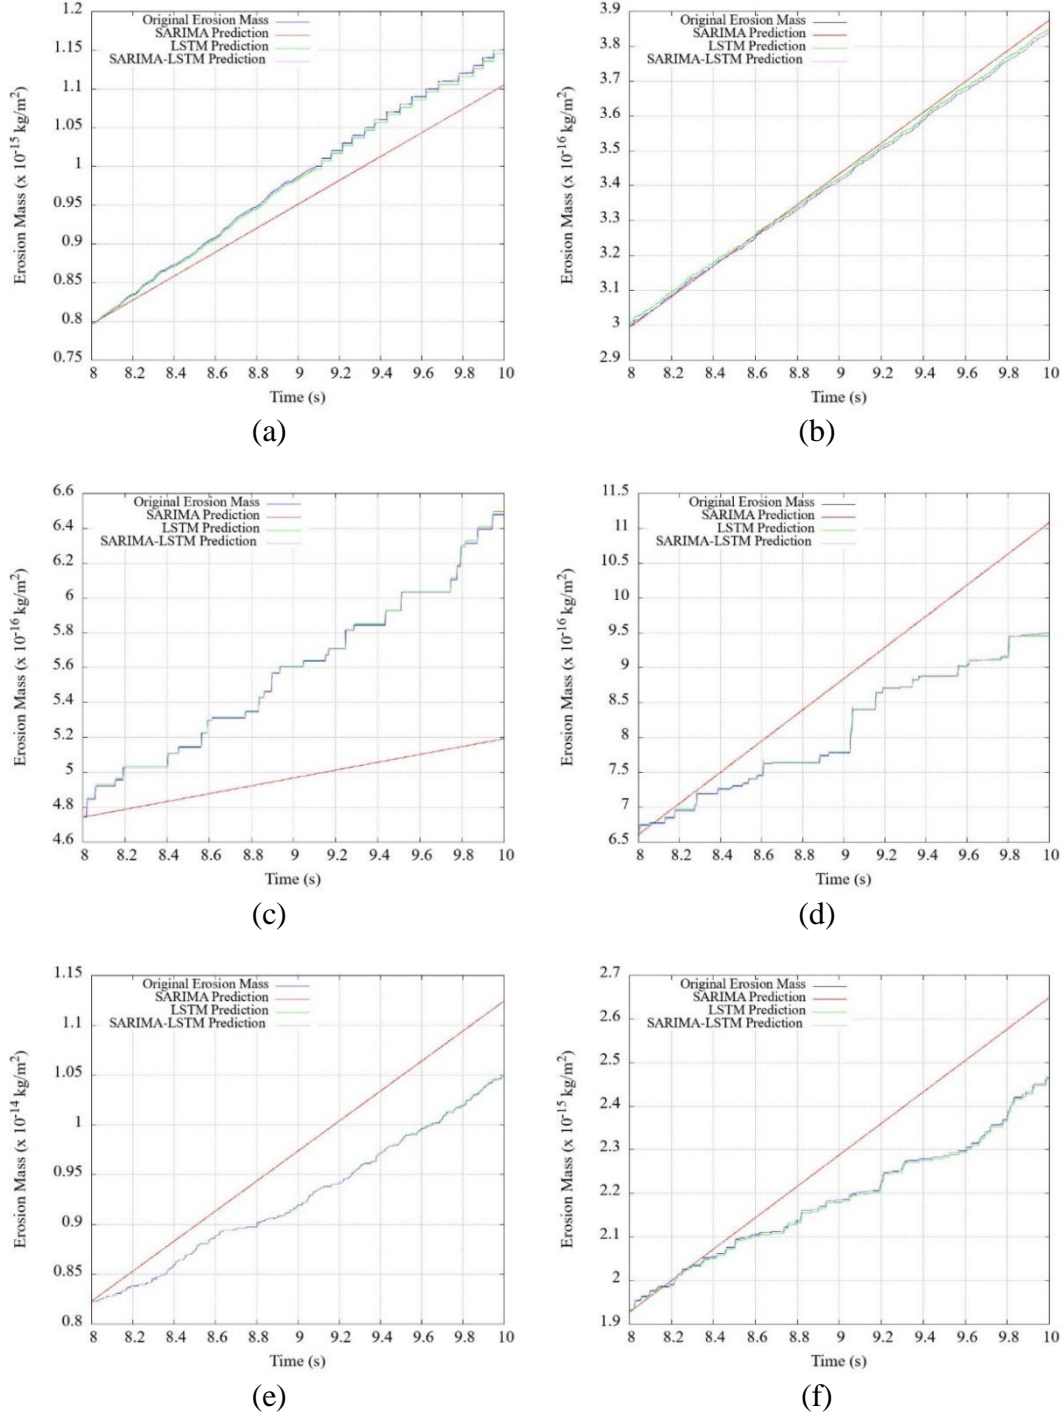 Original Erosion Mass
SARIMA Prediction
LSTM Prediction
SARIMA-LSTM Prediction
1.2
1.15
1.1
1.05
1
0.95
0.9
0.85
0.8
0.75
Erosion Mass (x 10-15 kg/m2)
8 8.2 8.4 8.6 8.8 9 9.2 9.4 9.6 9.8 10
Time (s)
(a)
Original Erosion Mass
SARIMA Prediction
LSTM Prediction
SARIMA-LSTM Prediction
3.9
3.8
3.7
3.6
3.5
3.4
3.3
3.2
3.1
3
2.9
Erosion Mass (x 10-16 kg/m2)
8 8.2 8.4 8.6 8.8 9 9.2 9.4 9.6 9.8 10
Time (s)
(b)
Original Erosion Mass
SARIMA Prediction
LSTM Prediction
SARIMA-LSTM Prediction
6.6
6.4
6.2
6
5.8
5.6
5.4
5.2
5
4.8
4.6
Erosion Mass (x 10-16 kg/m2)
8 8.2 8.4 8.6 8.8 9 9.2 9.4 9.6 9.8 10
Time (s)
(c)
Original Erosion Mass
SARIMA Prediction
LSTM Prediction
SARIMA-LSTM Prediction
11.5
11
10.5
10
9.5
9
8.5
8
7.5
7
6.5
Erosion Mass (x 10-16 kg/m2)
8 8.2 8.4 8.6 8.8 9 9.2 9.4 9.6 9.8 10
Time (s)
(d)
Original Erosion Mass
SARIMA Prediction
LSTM Prediction
SARIMA-LSTM Prediction
1.15
1.1
1.05
1
0.95
0.9
0.85
0.8
Erosion Mass (x 10-14 kg/m2)
8 8.2 8.4 8.6 8.8 9 9.2 9.4 9.6 9.8 10
Time (s)
(e)
Original Erosion Mass
SARIMA Prediction
LSTM Prediction
SARIMA-LSTM Prediction
2.7
2.6
2.5
2.4
2.3
2.2
2.1
2
1.9
Erosion Mass (x 10-15 kg/m2)
8 8.2 8.4 8.6 8.8 9 9.2 9.4 9.6 9.8 10
Time (s)
(f)